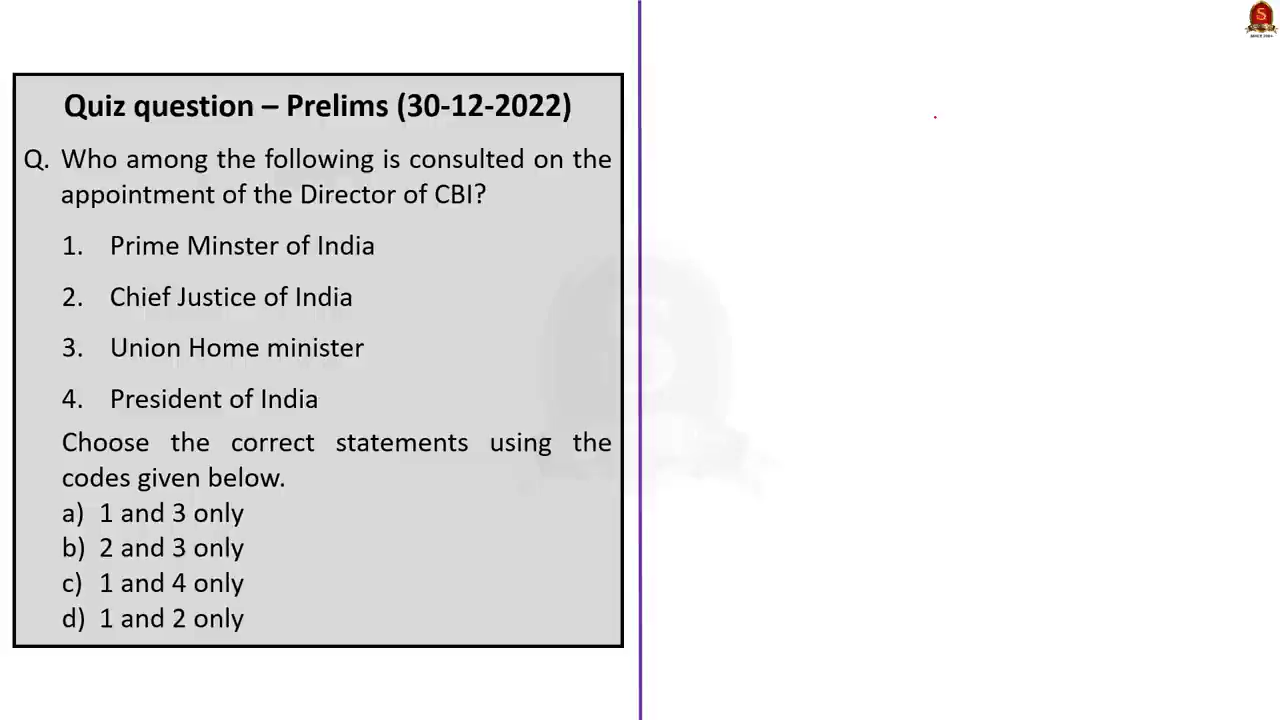 Quiz question – Prelims (30-12-2022)
Q. Who among the following is consulted on the
appointment of the Director of CBI?
1. Prime Minster of India
2. Chief Justice of India
3. Union Home minister
4. President of India
Choose the correct statements using the
codes given below.
a) 1 and 3 only
b) 2 and 3 only
c) 1 and 4 only
d) 1 and 2 only